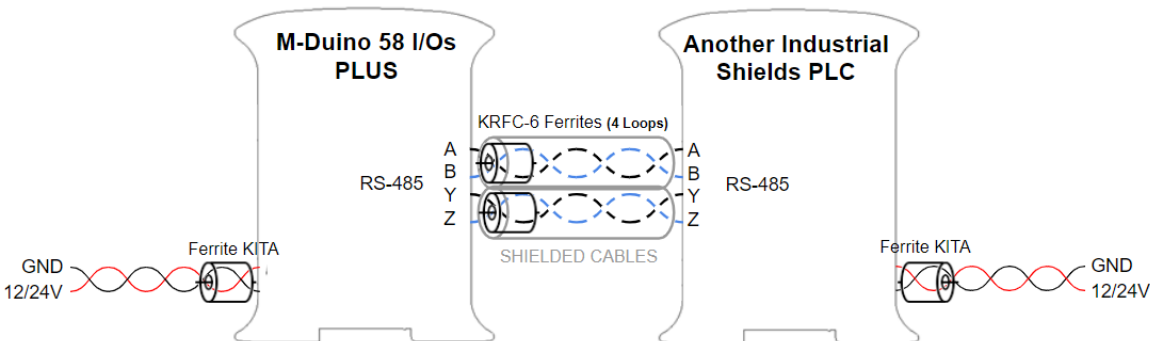 M-Duino 58 I/Os
PLUS
Another Industrial
Shields PLC
KRFC-6 Ferrites (4 Loops)
A
B
Y
Z
RS-485
A
B
Y
Z
RS-485
SHIELDED CABLES
Ferrite KITA
GND
12/24V
Ferrite KITA
GND
12/24V